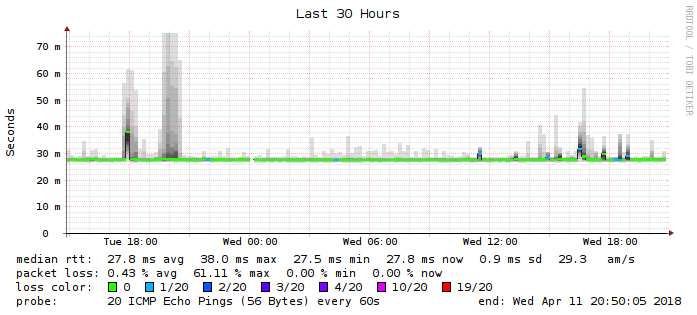 Last 30 Hours
RRDTOOL / TOBI OETIKER
Seconds
70 m
60 m
50 m
40 m
30 m
20 m
10 m
0
Tue 18:00 Wed 00:00 Wed 06:00 Wed 12:00 Wed 18:00
median rtt: 27.8 ms avg 38.0 ms max 27.5 ms min 27.8 ms now 0.9 ms sd 29.3 am/s
packet loss: 0.43 % avg 61.11 % max 0.00 % min 0.00 % now
loss color: 0 1/20 2/20 3/20 4/20 10/20 19/20
probe: 20 ICMP Echo Pings (56 Bytes) every 60s end: Wed Apr 11 20:50:05 2018